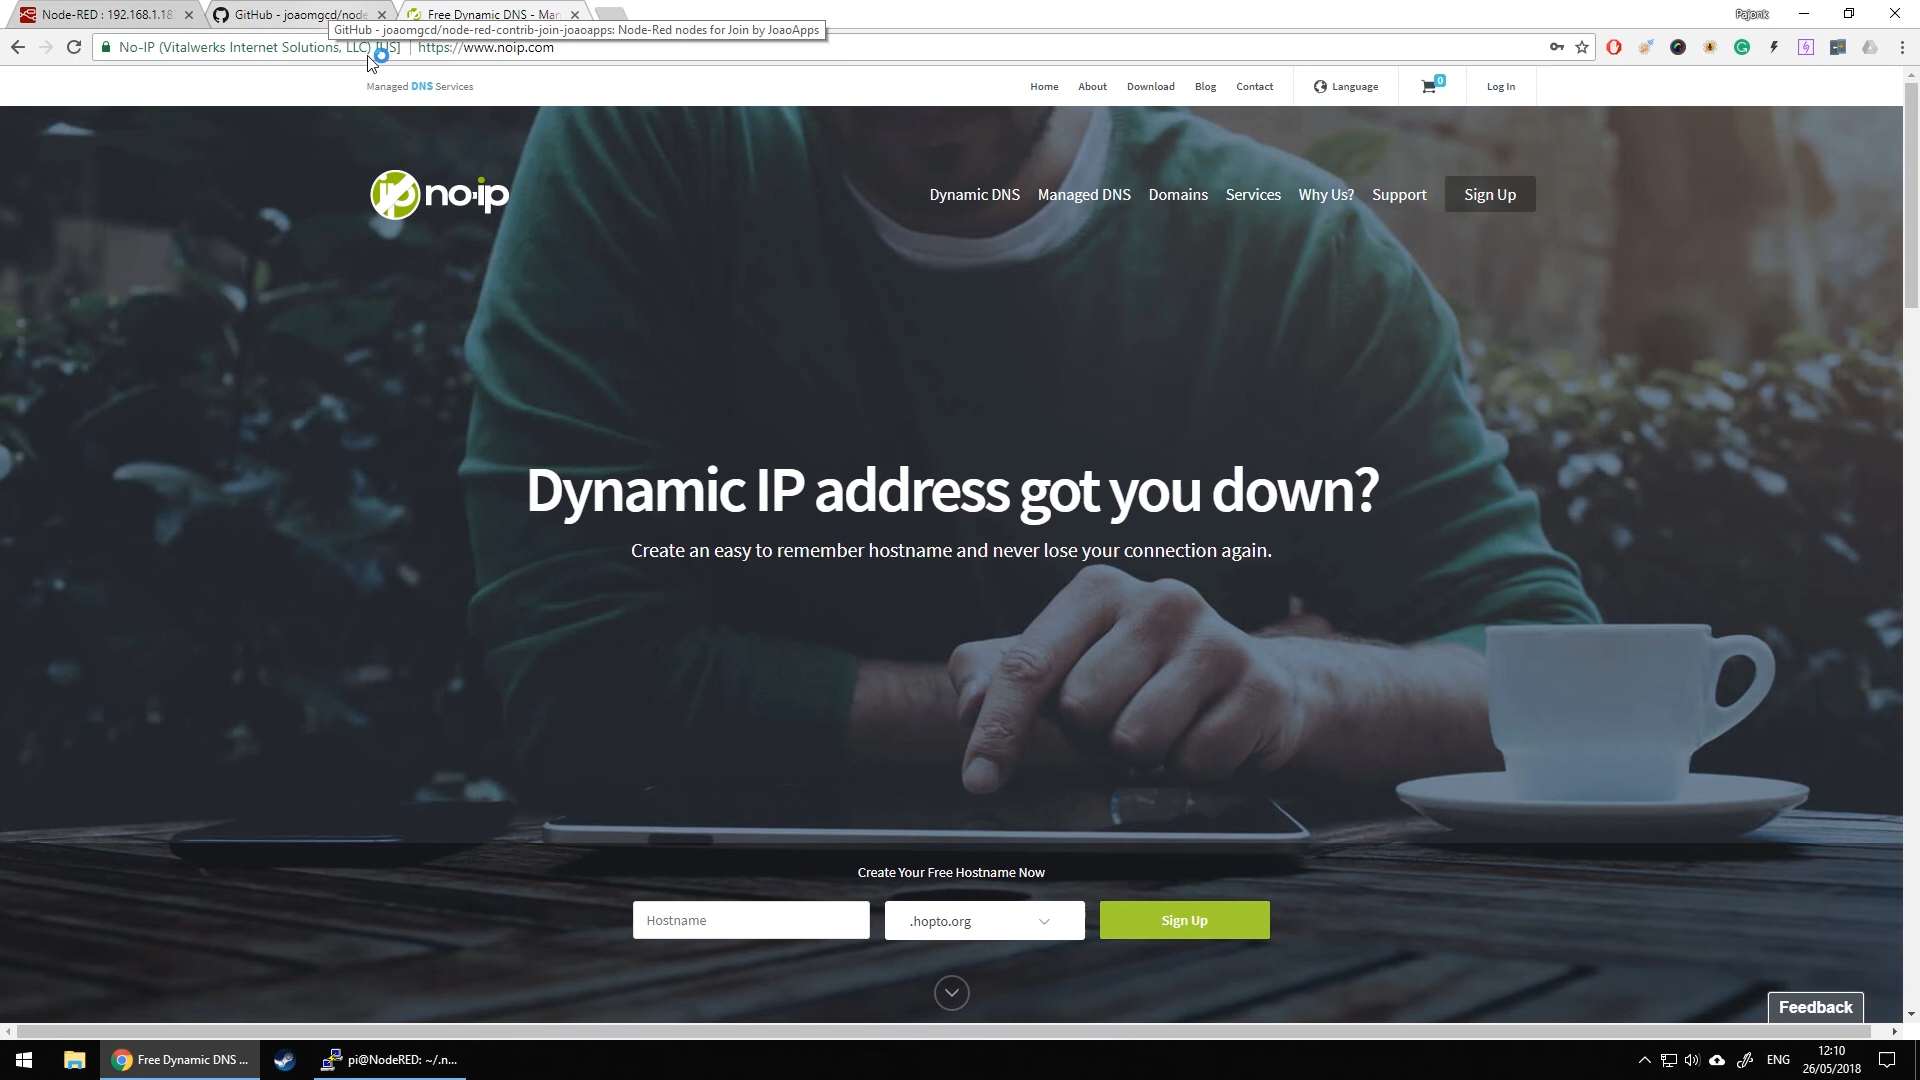 Node-RED : 192.168.1.18
GitHub - joaomgcd/node
Free Dynamic DNS - Man
Pajonk
GitHub - joaomgcd/node-red-contrib-join-joaoapps: Node-Red nodes for Join by JoaoApps
No-IP (Vitalwerks Internet Solutions, LLC) [US]
https://www.noip.com
Managed DNS Services
Home
About
Download
Blog
Contact
Language
0
Log In
no-ip
Dynamic DNS
Managed DNS
Domains
Services
Why Us?
Support
Sign Up
Dynamic IP address got you down?
Create an easy to remember hostname and never lose your connection again.
Create Your Free Hostname Now
Hostname
.hopto.org
Sign Up
Feedback
Free Dynamic DNS ...
pi@NodeRED: ~/.n...
ENG
12:10
26/05/2018